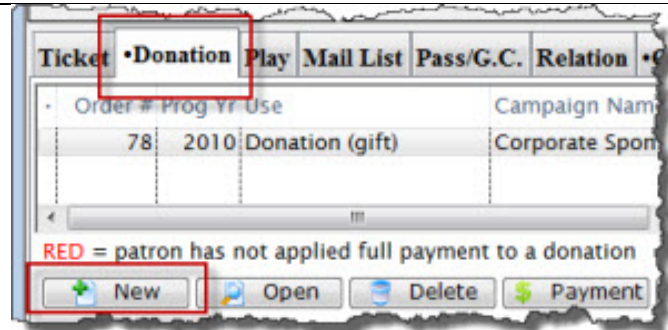 Ticket •Donation Play Mail List Pass/G.C. Relation
· Order # Prog Yr Use Campaign Nam
78 2010 Donation (gift) Corporate Spon
RED = patron has not applied full payment to a donation
New Open Delete Payment